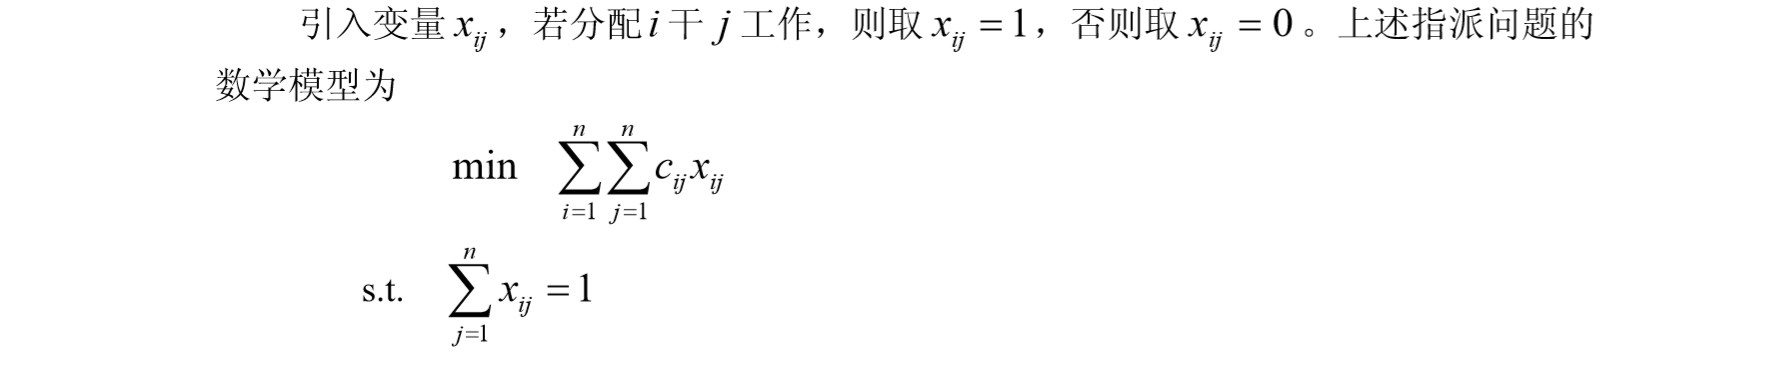 引入变量 x_{ij}，若分配 i 干 j 工作，则取 x_{ij} = 1，否则取 x_{ij} = 0。上述指派问题的
数学模型为
min \sum_{i=1}^{n} \sum_{j=1}^{n} c_{ij} x_{ij}
s.t. \sum_{j=1}^{n} x_{ij} = 1